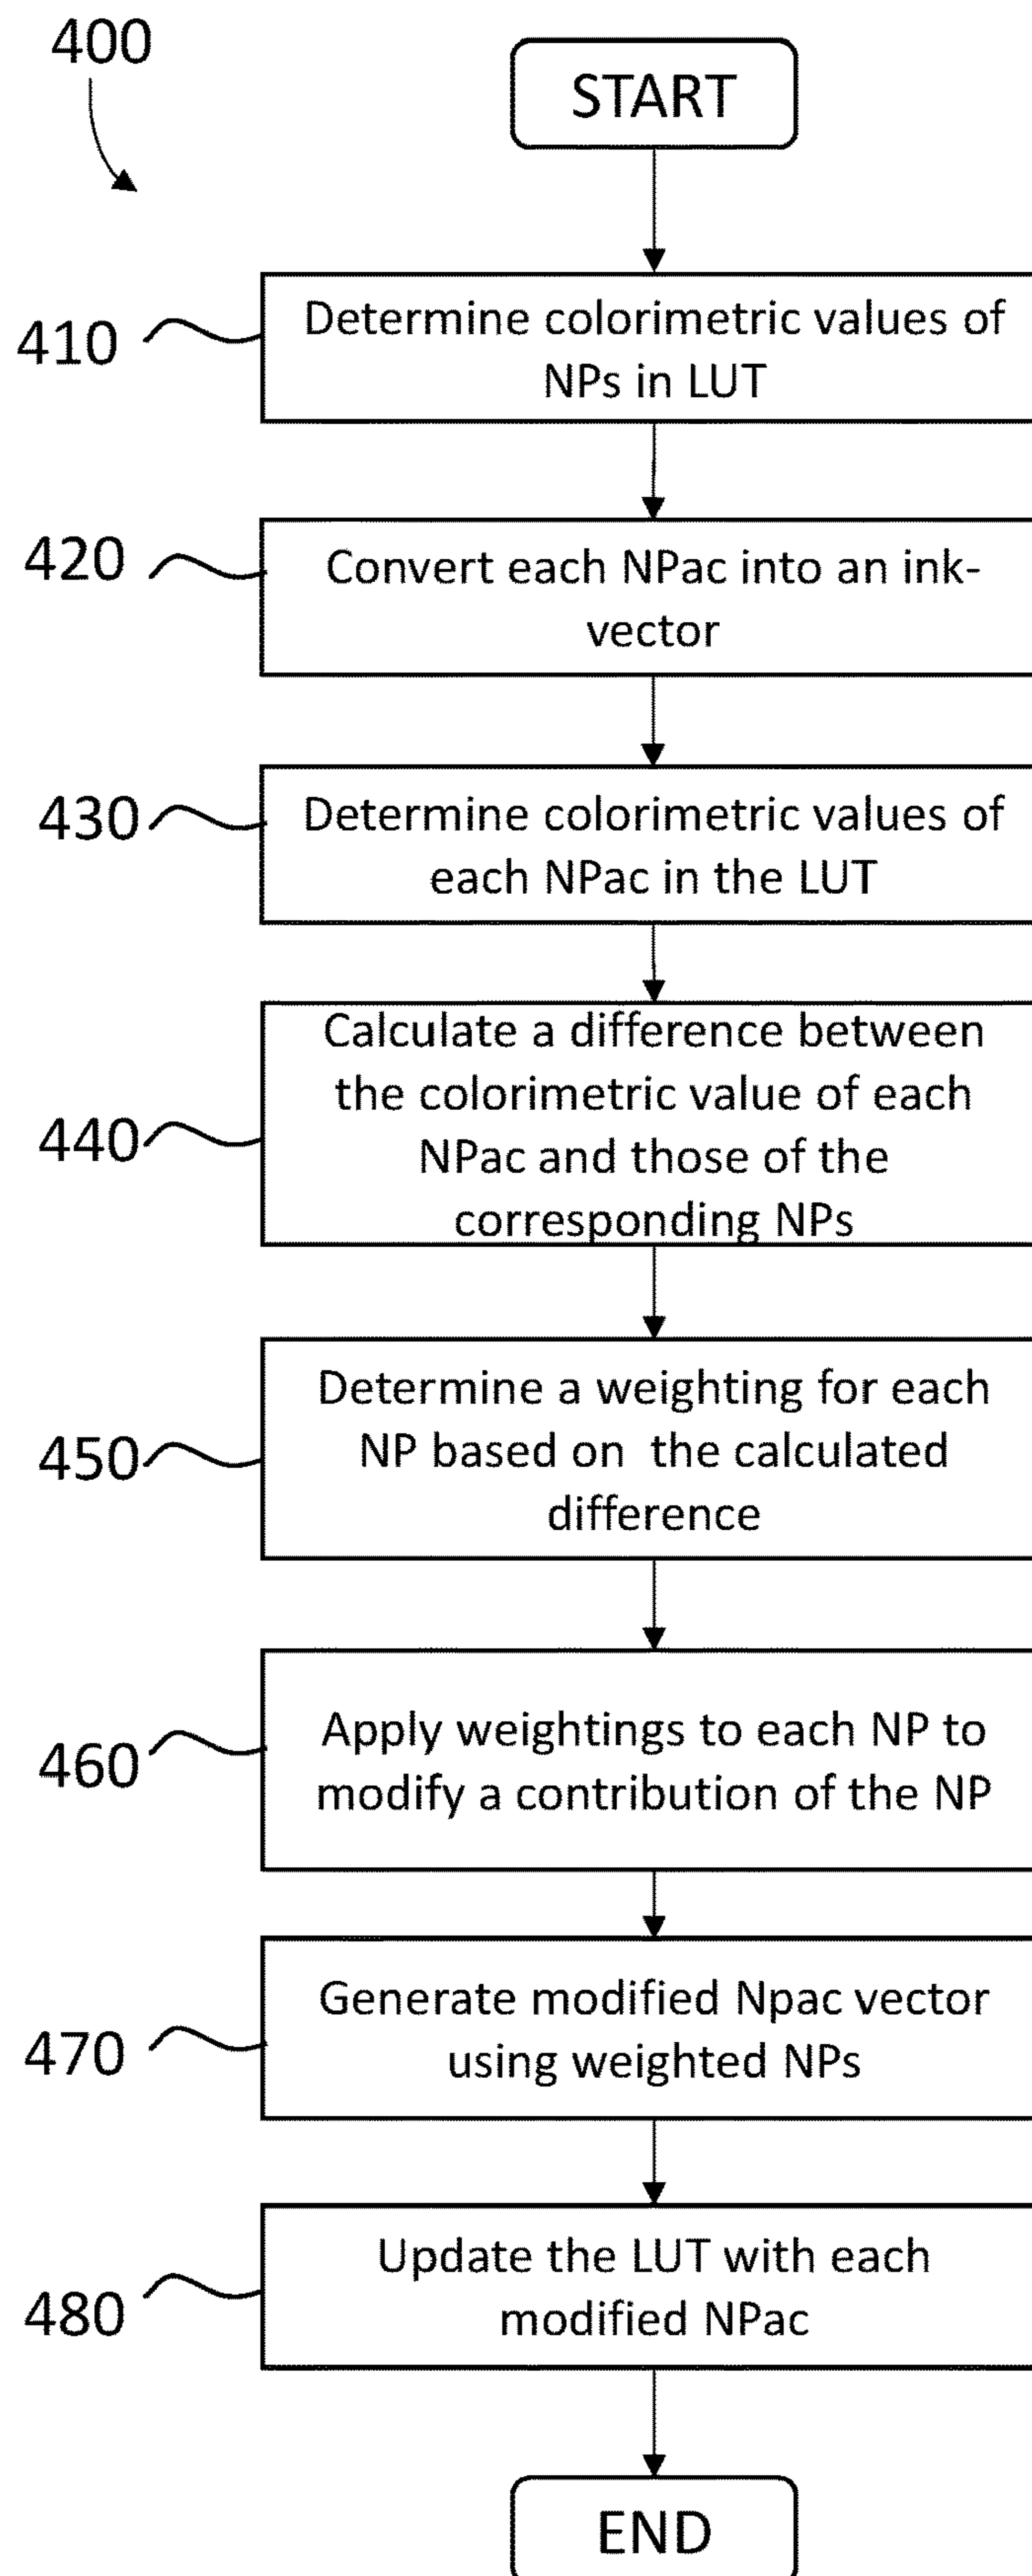 400
START
410
Determine colorimetric values of
NPs in LUT
420
Convert each NPac into an ink-
vector
430
Determine colorimetric values of
each NPac in the LUT
440
Calculate a difference between
the colorimetric value of each
NPac and those of the
corresponding NPs
450
Determine a weighting for each
NP based on the calculated
difference
460
Apply weightings to each NP to
modify a contribution of the NP
470
Generate modified Npac vector
using weighted NPs
480
Update the LUT with each
modified NPac
END